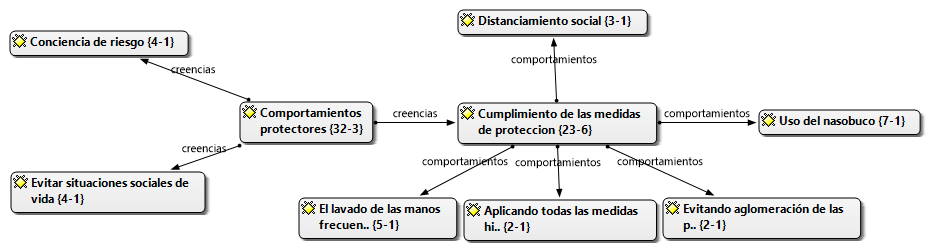 Distanciamiento social {3-1}
Conciencia de riesgo {4-1}
creencias
comportamientos
Comportamientos
protectores {32-3}
creencias
Cumplimiento de las medidas
de proteccion {23-6}
comportamientos
Uso del nasobuco {7-1}
creencias
comportamientos
comportamientos
comportamientos
Evitar situaciones sociales de
vida {4-1}
El lavado de las manos
frecuen.. {5-1}
Aplicando todas las medidas
hi.. {2-1}
Evitando aglomeración de las
p.. {2-1}